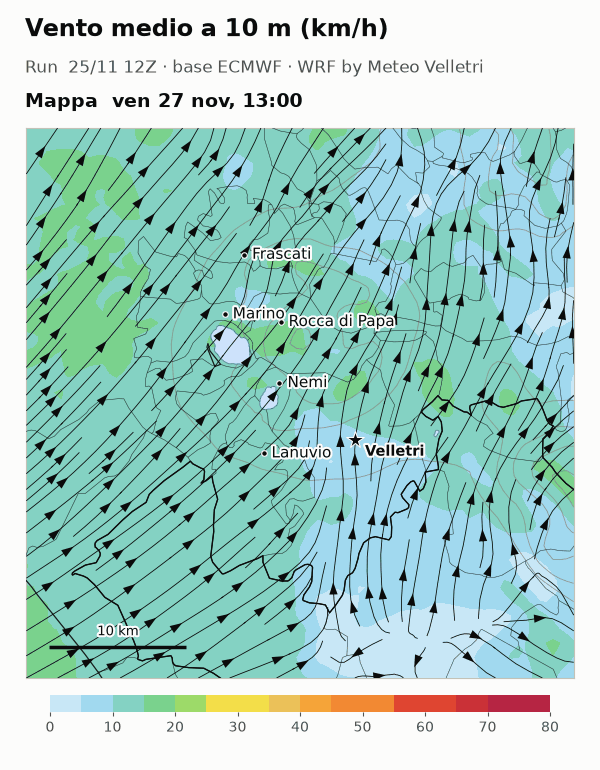 Vento medio a 10 m (km/h)
Run  25/11 12Z · base ECMWF · WRF by Meteo Velletri
Mappa  ven 27 nov, 13:00
Frascati
Marino
Rocca di Papa
Nemi
Velletri
Lanuvio
10 km
0 10 20 30 40 50 60 70 80